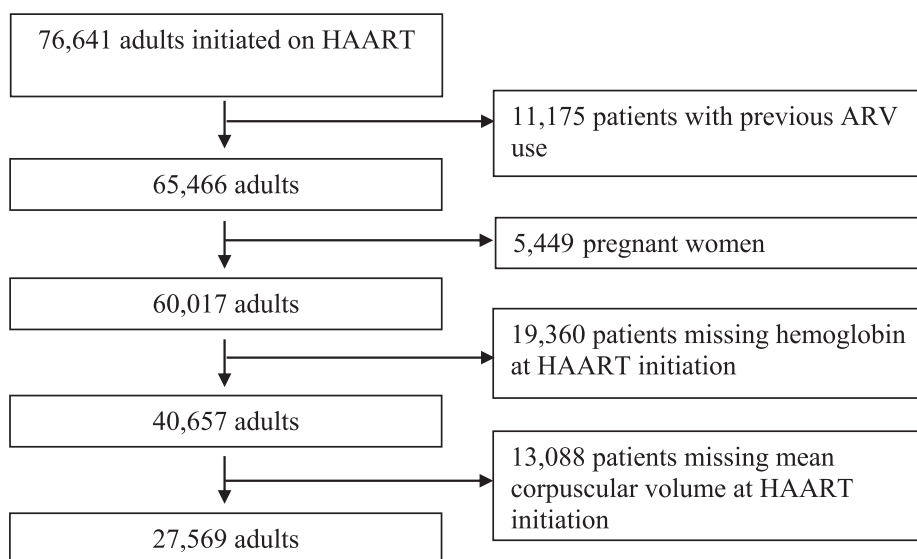 76,641 adults initiated on HAART
11,175 patients with previous ARV
use
65,466 adults
5,449 pregnant women
60,017 adults
19,360 patients missing hemoglobin
at HAART initiation
40,657 adults
13,088 patients missing mean
corpuscular volume at HAART
initiation
27,569 adults